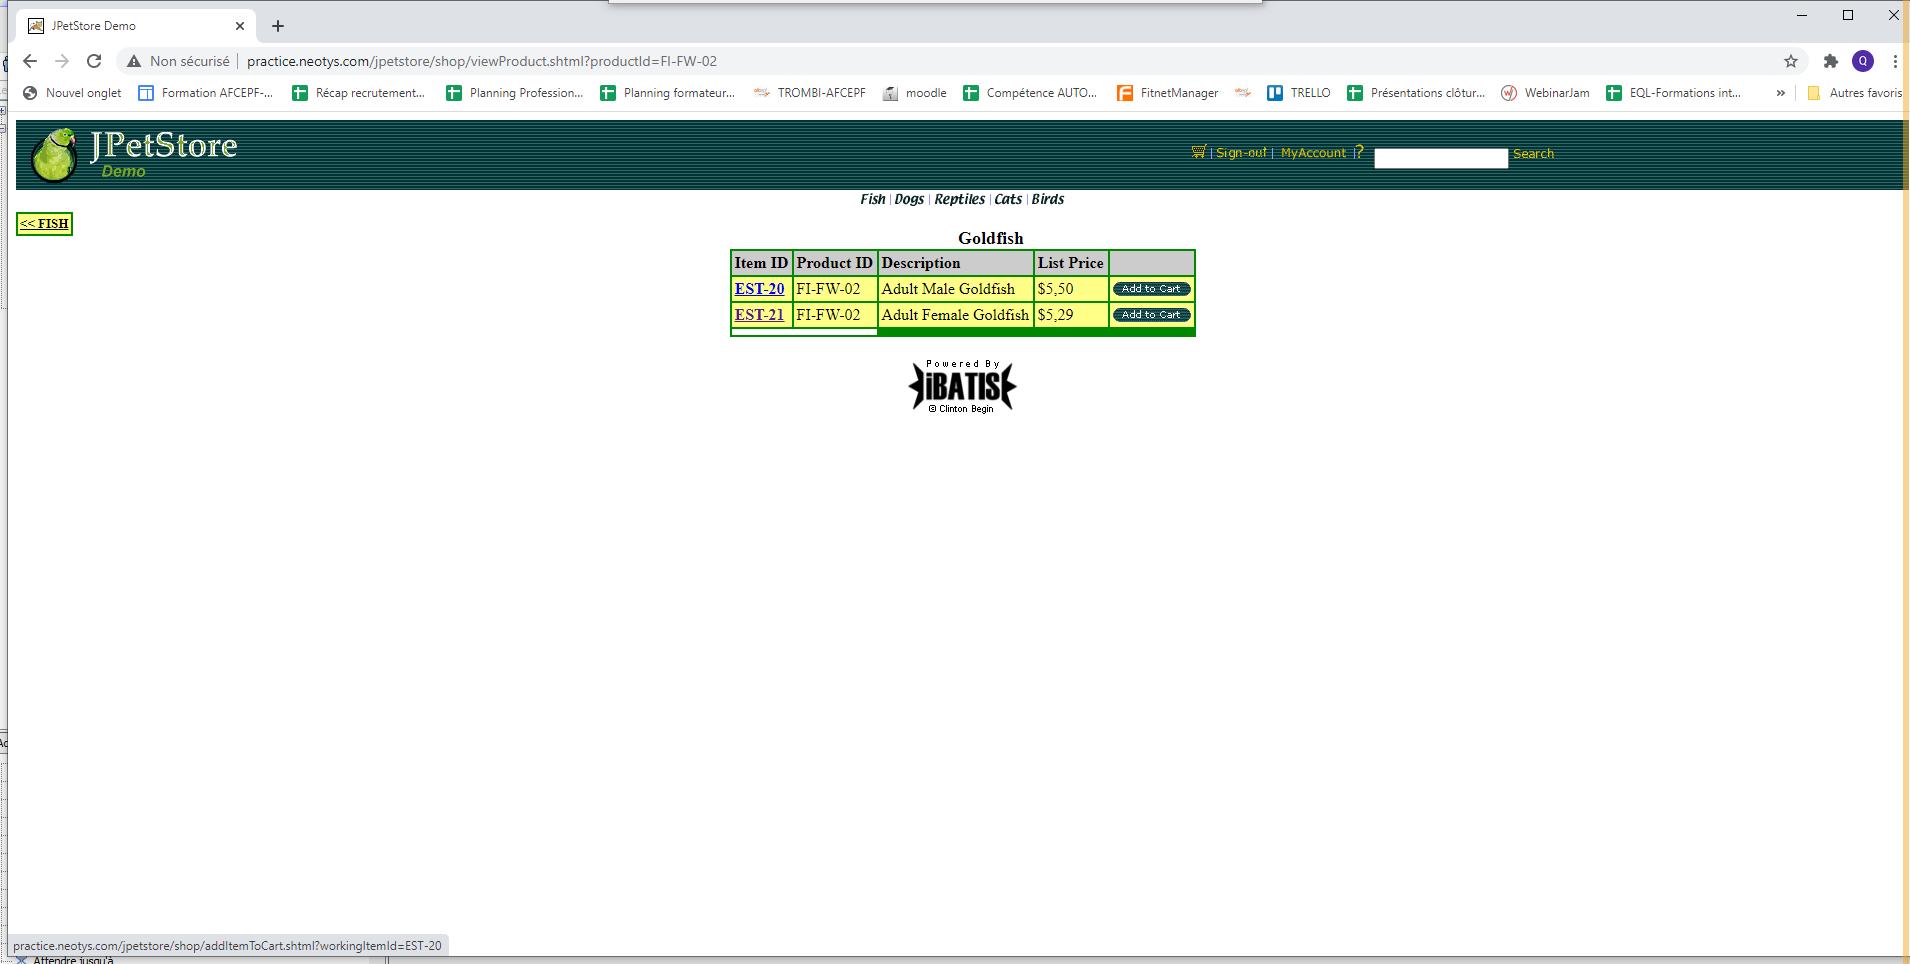 JPetStore Demo
Non sécurisé | practice.neotys.com/jpetstore/shop/viewProduct.shtml?productId=FI-FW-02
Q
Nouvel onglet Formation AFCEPF-... Récap recrutement... Planning Profession... Planning formateur... TROMBI-AFCEPF moodle Compétence AUTO... FitnetManager TRELLO Présentations clôtur... WebinarJam EQL-Formations int... » Autres favoris
JPetStore
Demo
| Sign-out | MyAccount | ? Search
Fish | Dogs | Reptiles | Cats | Birds
<< FISH
Goldfish
Item ID Product ID Description List Price
EST-20 FI-FW-02 Adult Male Goldfish $5,50 Add to Cart
EST-21 FI-FW-02 Adult Female Goldfish $5,29 Add to Cart
Powered By
iBATIS
© Clinton Begin
practice.neotys.com/jpetstore/shop/addItemToCart.shtml?workingItemId=EST-20
Attendre jusqu'à